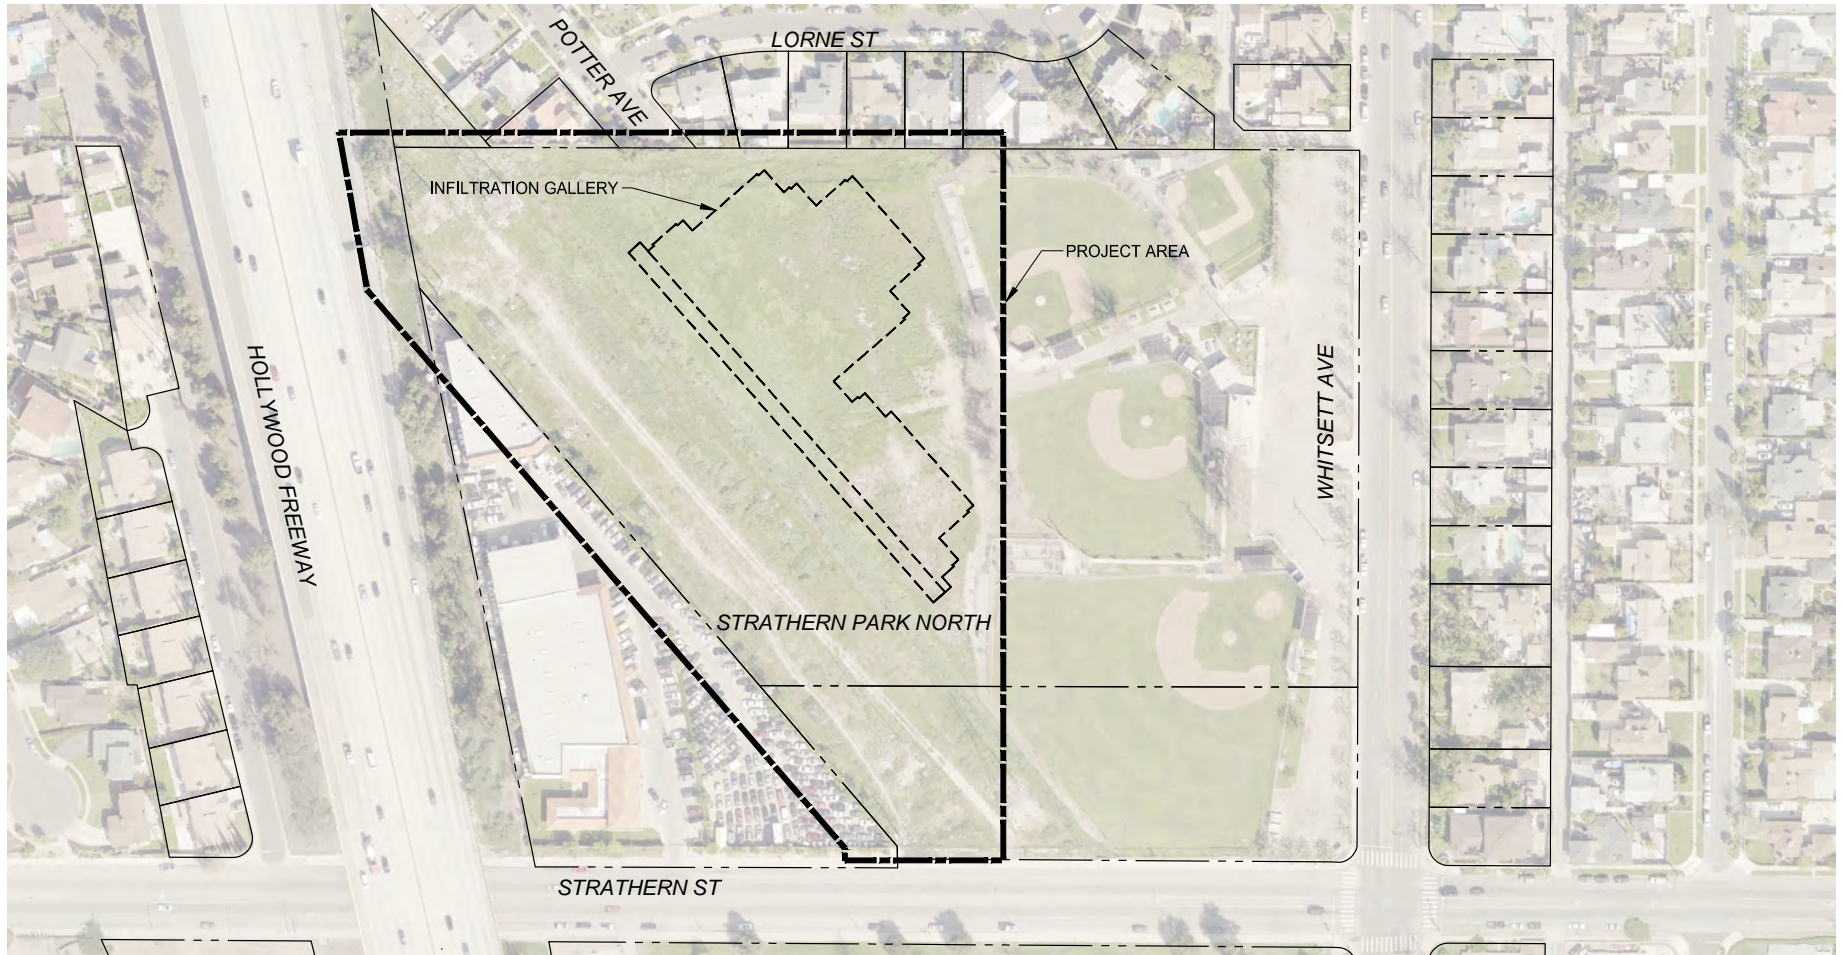 LORNE ST
POTTER AVE
INFILTRATION GALLERY
PROJECT AREA
HOLLYWOOD FREEWAY
WHITSETT AVE
STRATHERN PARK NORTH
STRATHERN ST